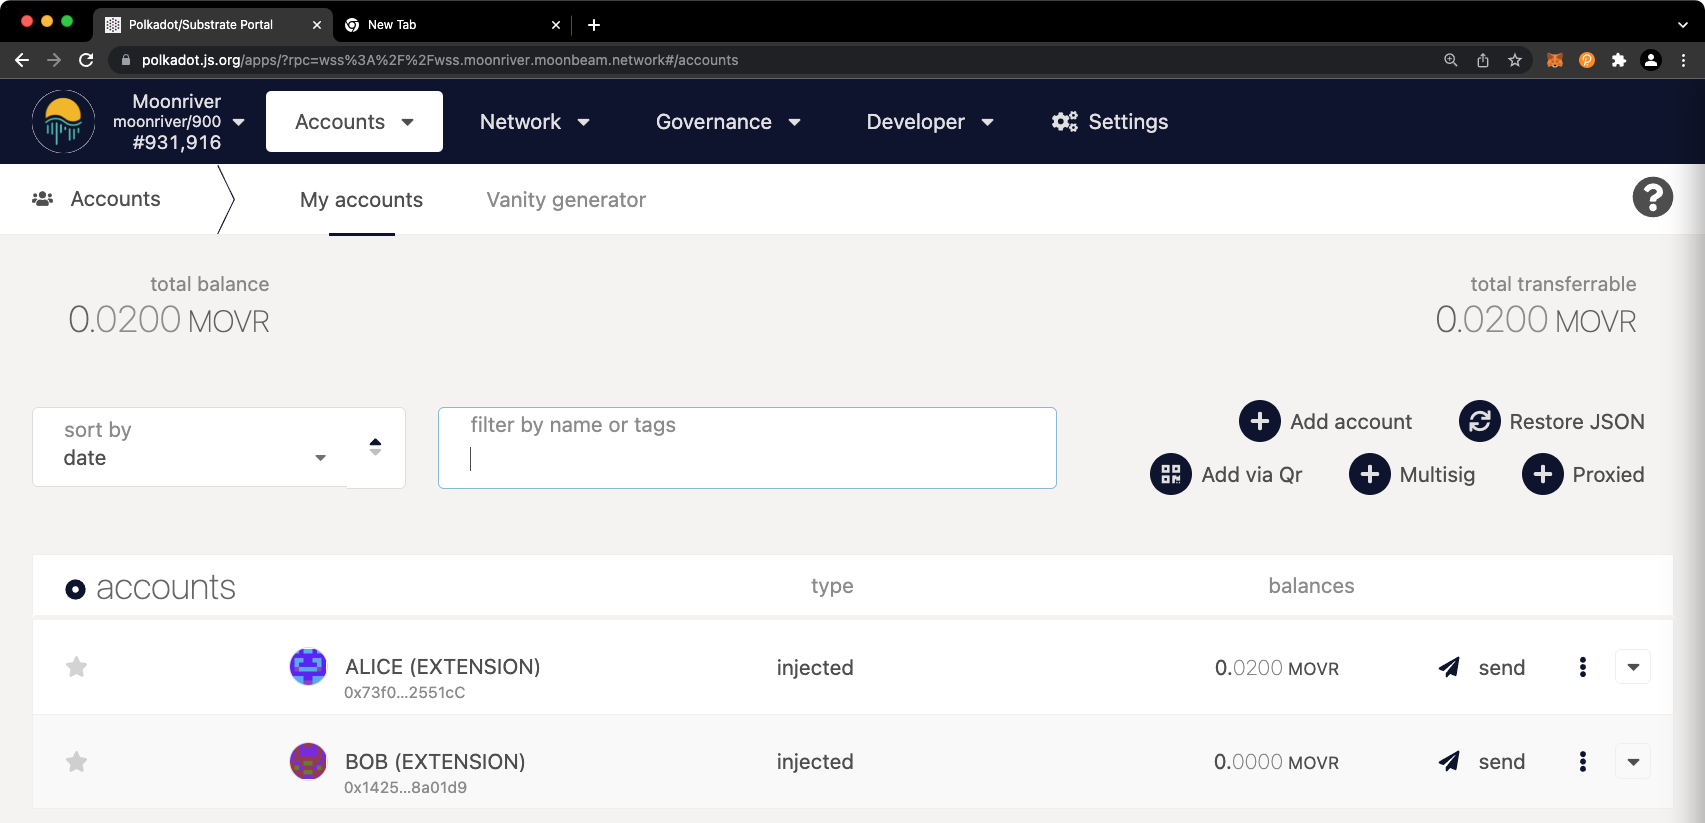 Polkadot/Substrate Portal
New Tab
polkadot.js.org/apps/?rpc=wss%3A%2F%2Fwss.moonriver.moonbeam.network#/accounts
Moonriver
moonriver/900
#931,916
Accounts
Network
Governance
Developer
Settings
Accounts
My accounts
Vanity generator
total balance
0.0200 MOVR
total transferrable
0.0200 MOVR
sort by
date
filter by name or tags
Add account
Restore JSON
Add via Qr
Multisig
Proxied
accounts
type
balances
ALICE (EXTENSION)
0x73f0...2551cC
injected
0.0200 MOVR
send
BOB (EXTENSION)
0x1425...8a01d9
injected
0.0000 MOVR
send